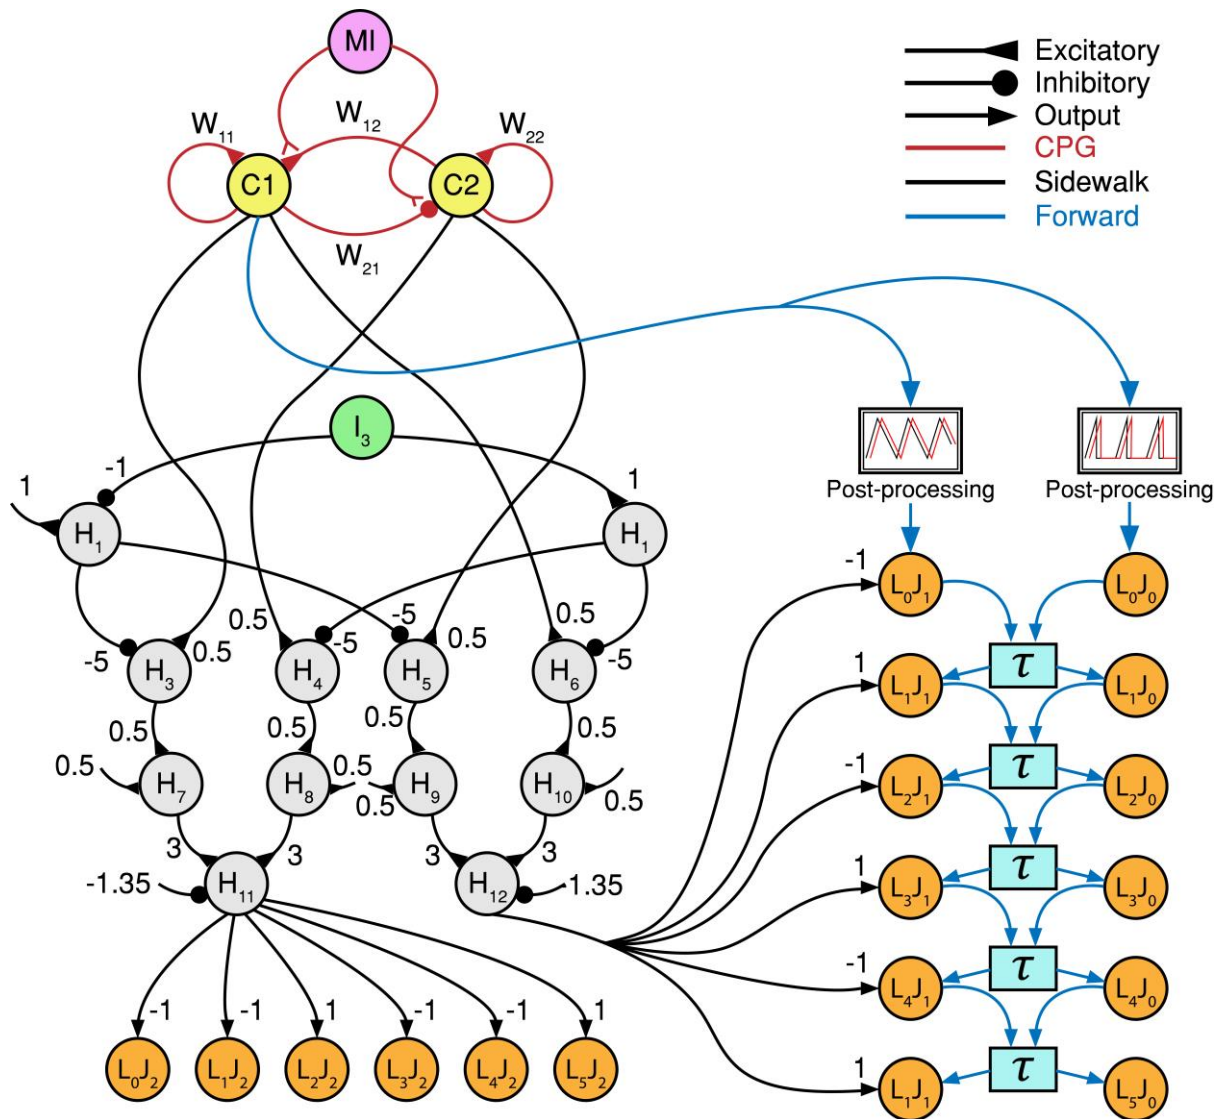 MI
Excitatory
Inhibitory
Output
CPG
Sidewalk
Forward
W₁₁
W₁₂
W₂₂
C1
C2
W₂₁
I₃
-1
1
1
H₁
H₁
Post-processing
Post-processing
-5
0.5
0.5
-5
-5
0.5
0.5
-5
H₃
H₄
H₅
H₆
0.5
0.5
0.5
0.5
0.5
0.5
0.5
0.5
H₇
H₈
H₉
H₁₀
3
3
3
3
-1.35
H₁₁
H₁₂
1.35
-1
-1
1
-1
-1
1
L₀J₂
L₁J₂
L₂J₂
L₃J₂
L₄J₂
L₅J₂
-1
L₀J₁
L₀J₀
τ
1
L₁J₁
L₁J₀
τ
-1
L₂J₁
L₂J₀
τ
1
L₃J₁
L₃J₀
τ
-1
L₄J₁
L₄J₀
τ
1
L₁J₁
L₅J₀